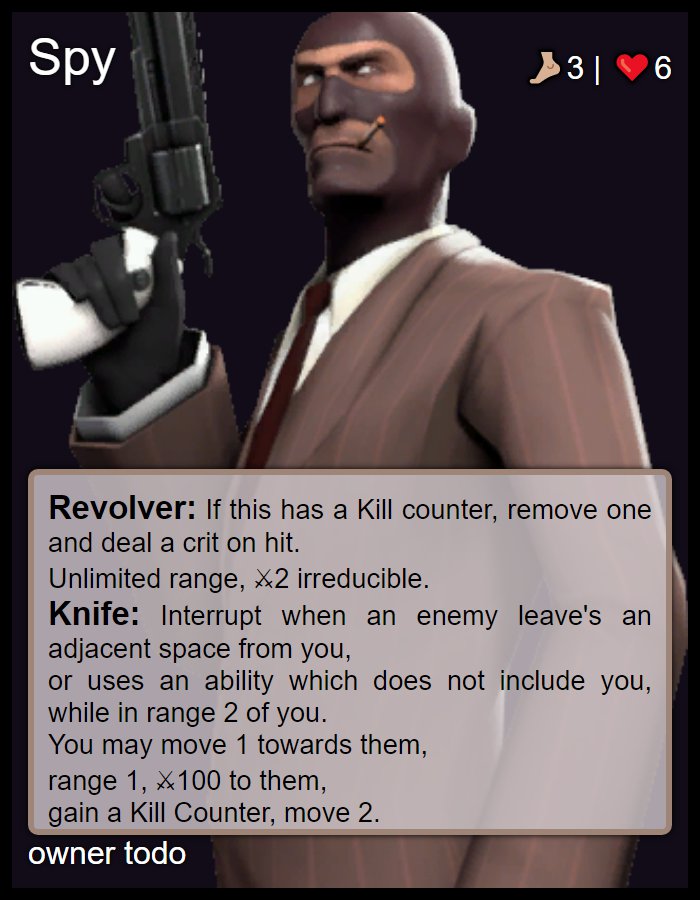 Spy
🦶🏼3 | ❤️6
Revolver: If this has a Kill counter, remove one
and deal a crit on hit.
Unlimited range, ⚔2 irreducible.
Knife: Interrupt when an enemy leave's an
adjacent space from you,
or uses an ability which does not include you,
while in range 2 of you.
You may move 1 towards them,
range 1, ⚔100 to them,
gain a Kill Counter, move 2.
owner todo